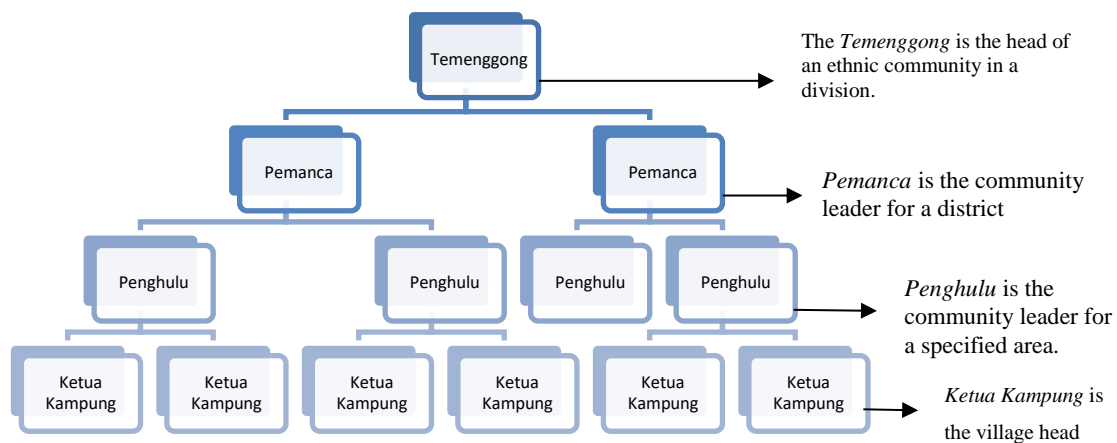 Temenggong
The Temenggong is the head of
an ethnic community in a
division.
Pemanca
Pemanca
Pemanca is the community
leader for a district
Penghulu
Penghulu
Penghulu
Penghulu
Penghulu is the
community leader for
a specified area.
Ketua
Kampung
Ketua
Kampung
Ketua
Kampung
Ketua
Kampung
Ketua
Kampung
Ketua
Kampung
Ketua Kampung is
the village head